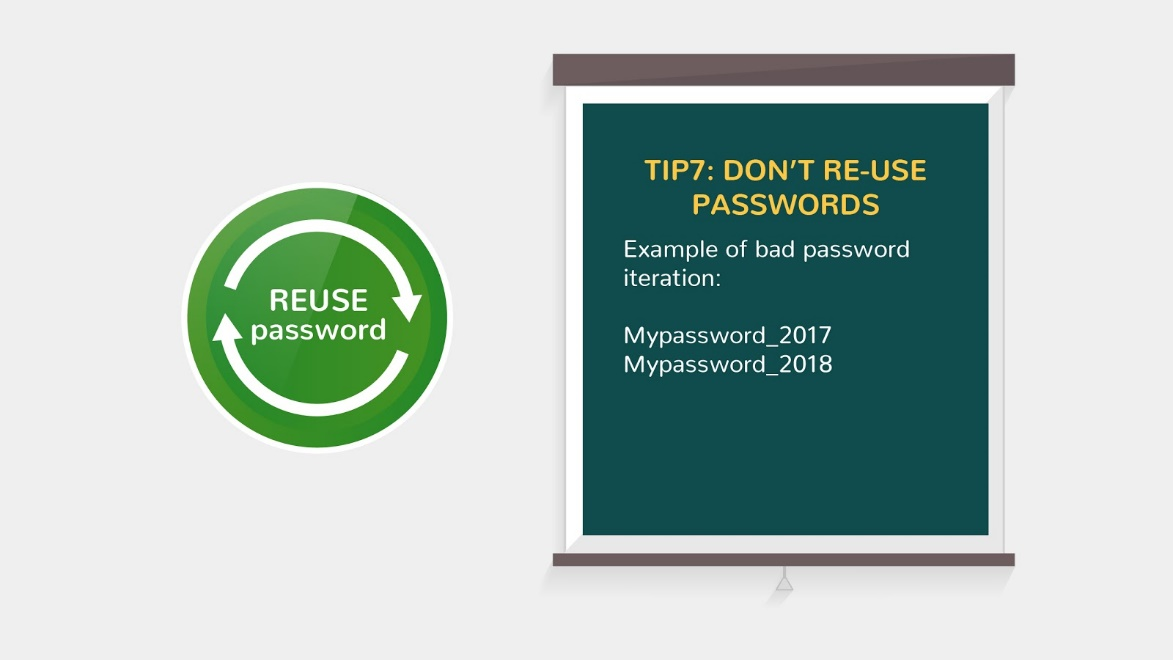 REUSE
password
TIP7: DON’T RE-USE
PASSWORDS
Example of bad password
iteration:
Mypassword_2017
Mypassword_2018